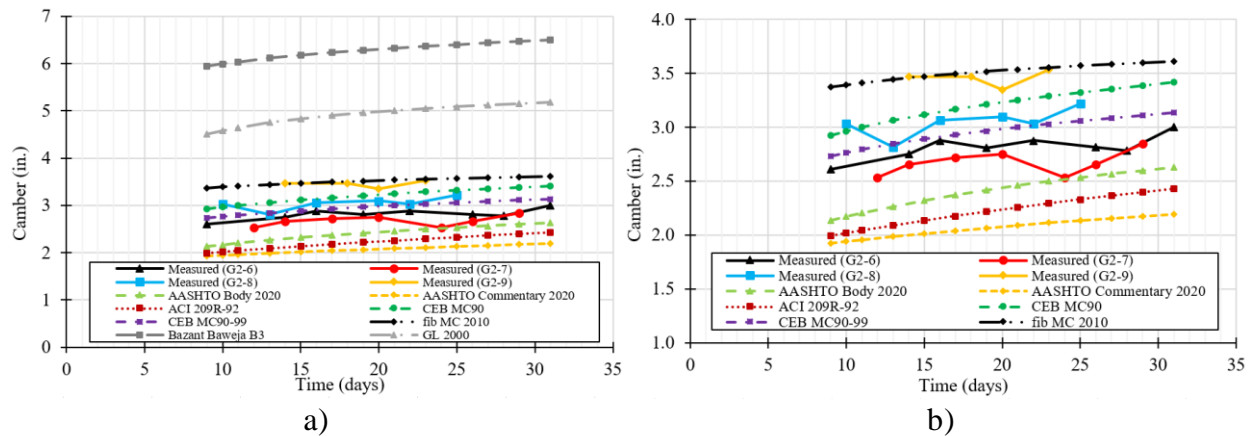 a)
7
6
5
4
3
2
1
0
Camber (in.)
Measured (G2-6) Measured (G2-7)
Measured (G2-8) Measured (G2-9)
AASHTO Body 2020 AASHTO Commentary 2020
ACI 209R-92 CEB MC90
CEB MC90-99 fib MC 2010
Bazant Baweja B3 GL 2000
0 5 10 15 20 25 30 35
Time (days)
a)
b)
4.0
3.5
3.0
2.5
2.0
1.5
1.0
Camber (in.)
Measured (G2-6) Measured (G2-7)
Measured (G2-8) Measured (G2-9)
AASHTO Body 2020 AASHTO Commentary 2020
ACI 209R-92 CEB MC90
CEB MC90-99 fib MC 2010
0 5 10 15 20 25 30 35
Time (days)
b)